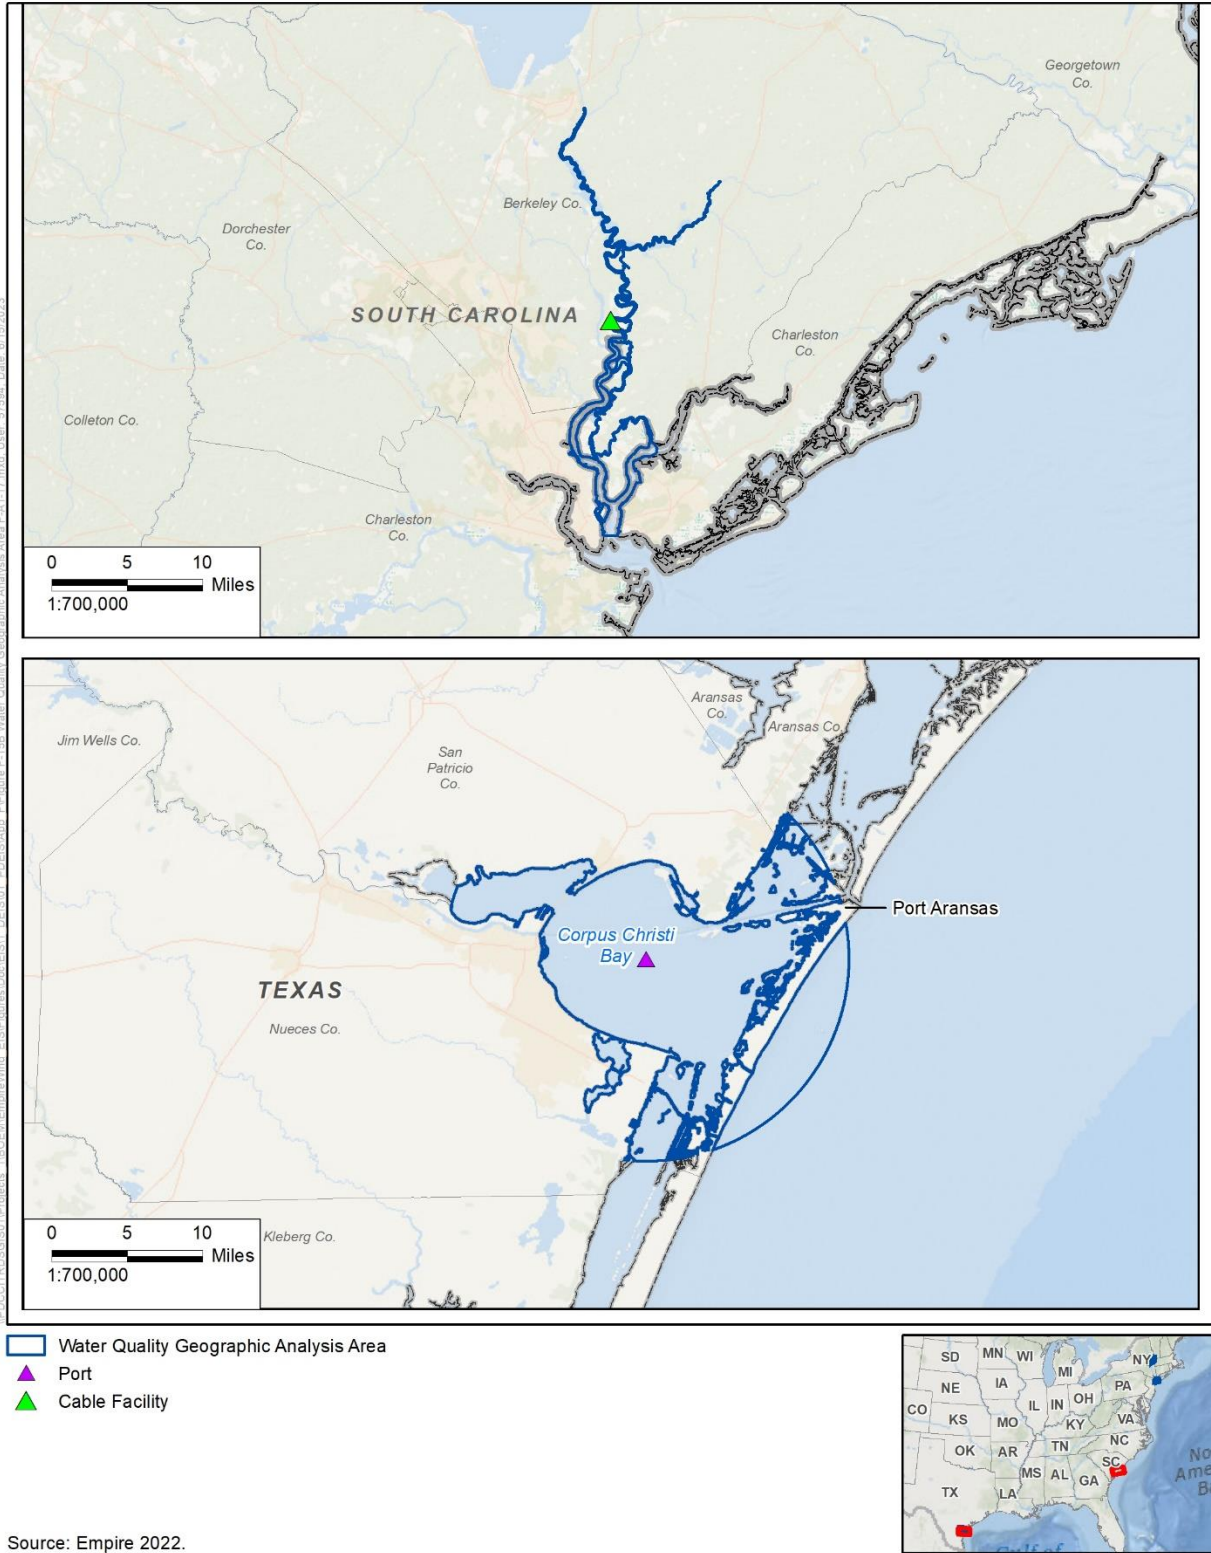 Georgetown
Co.
Berkeley Co.
Dorchester
Co.
SOUTH CAROLINA
Charleston
Co.
Colleton Co.
Charleston
Co.
0 5 10
Miles
1:700,000
Aransas
Co.
Aransas Co.
Jim Wells Co.
San
Patricio
Co.
Port Aransas
Corpus Christi
Bay
TEXAS
Nueces Co.
0 5 10
Miles
1:700,000
Kleberg Co.
Water Quality Geographic Analysis Area
Port
Cable Facility
SD MN WI NY
MI
NE IA PA
IL IN OH
CO KS MO VA
KY
OK AR TN NC
SC
MS AL GA
TX LA
Gulf of
Source: Empire 2022.